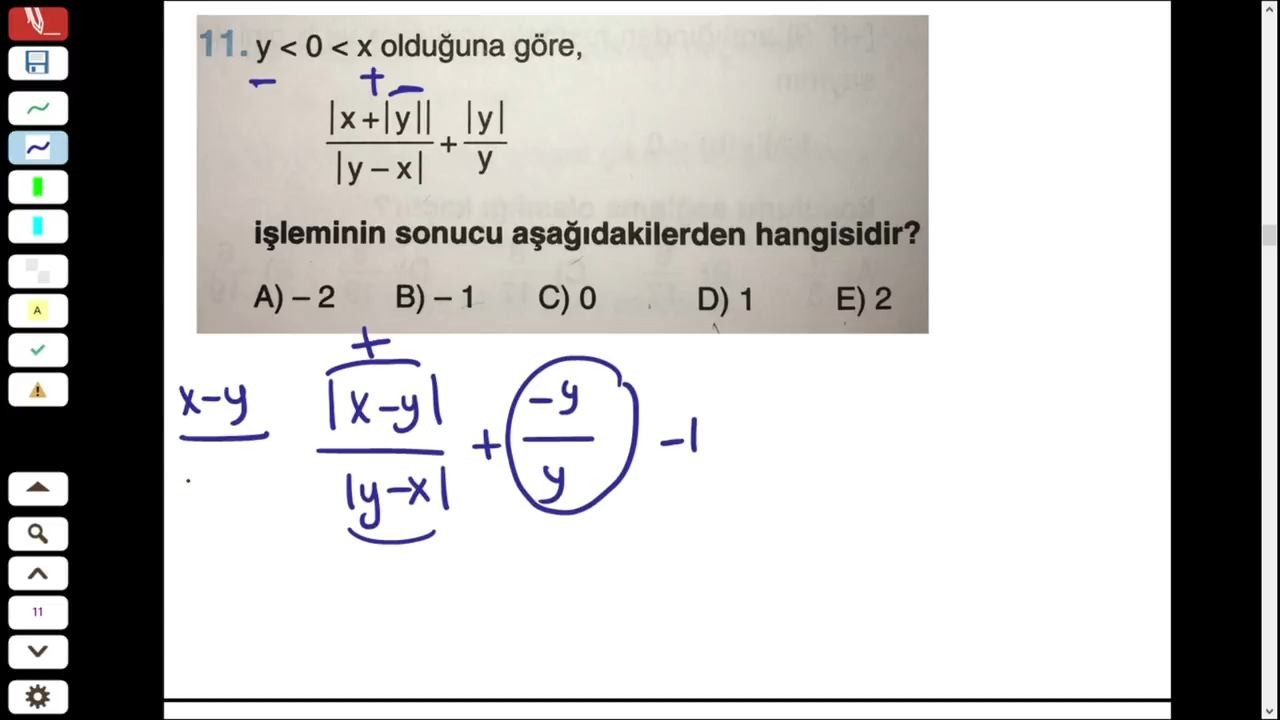 11. y < 0 < x olduğuna göre,
− + −
|x+|y|| / |y − x| + |y| / y
işleminin sonucu aşağıdakilerden hangisidir?
A) – 2 B) – 1 C) 0 D) 1 E) 2
+
x−y |x−y| / |y−x| + −y / y −1
A
11